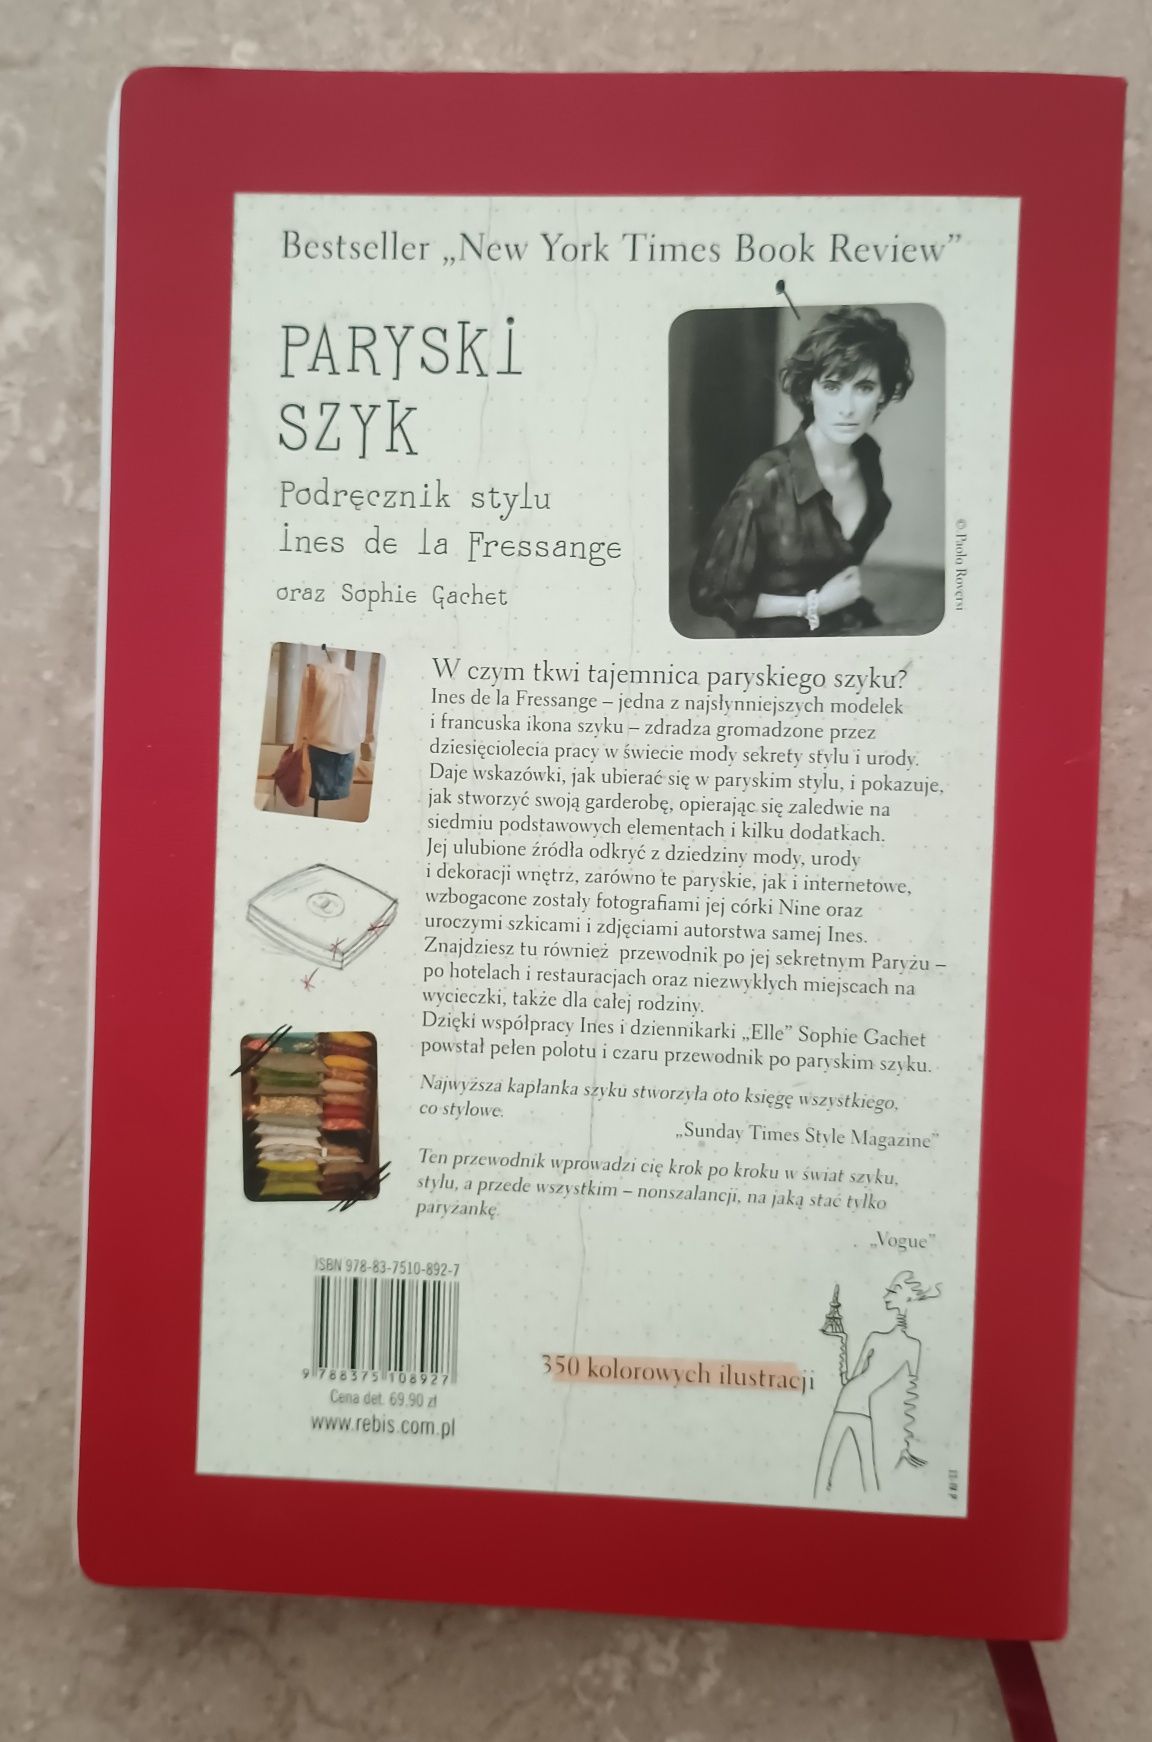 Bestseller „New York Times Book Review”
PARYSKI
SZYK
Podręcznik stylu
ines de la Fressange
oraz Sophie Gachet
© Paolo Roversi
W czym tkwi tajemnica paryskiego szyku?
Ines de la Fressange – jedna z najsłynniejszych modelek
i francuska ikona szyku – zdradza gromadzone przez
dziesięciolecia pracy w świecie mody sekrety stylu i urody.
Daje wskazówki, jak ubierać się w paryskim stylu, i pokazuje,
jak stworzyć swoją garderobę, opierając się zaledwie na
siedmiu podstawowych elementach i kilku dodatkach.
Jej ulubione źródła odkryć z dziedziny mody, urody
i dekoracji wnętrz, zarówno te paryskie, jak i internetowe,
wzbogacone zostały fotografiami jej córki Nine oraz
uroczymi szkicami i zdjęciami autorstwa samej Ines.
Znajdziesz tu również przewodnik po jej sekretnym Paryżu –
po hotelach i restauracjach oraz niezwykłych miejscach na
wycieczki, także dla całej rodziny.
Dzięki współpracy Ines i dziennikarki „Elle” Sophie Gachet
powstał pełen polotu i czaru przewodnik po paryskim szyku.
Najwyższa kapłanka szyku stworzyła oto księgę wszystkiego,
co stylowe.
„Sunday Times Style Magazine”
Ten przewodnik wprowadzi cię krok po kroku w świat szyku,
stylu, a przede wszystkim – nonszalancji, na jaką stać tylko
paryżankę.
„Vogue”
ISBN 978-83-7510-892-7
9 788375 108927
Cena det. 69,90 zł
www.rebis.com.pl
350 kolorowych ilustracji